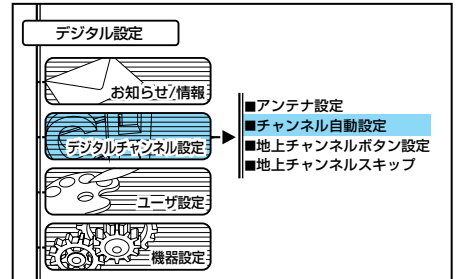 デジタル設定
お知らせ/情報
デジタルチャンネル設定
ユーザ設定
機器設定
■アンテナ設定
■チャンネル自動設定
■地上チャンネルボタン設定
■地上チャンネルスキップ